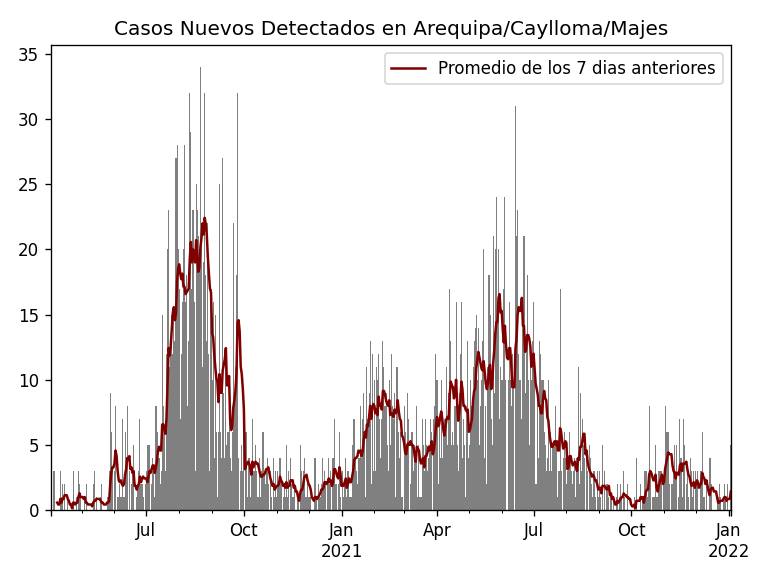 Casos Nuevos Detectados en Arequipa/Caylloma/Majes
Promedio de los 7 dias anteriores
35
30
25
20
15
10
5
0
Jul
Oct
Jan
2021
Apr
Jul
Oct
Jan
2022